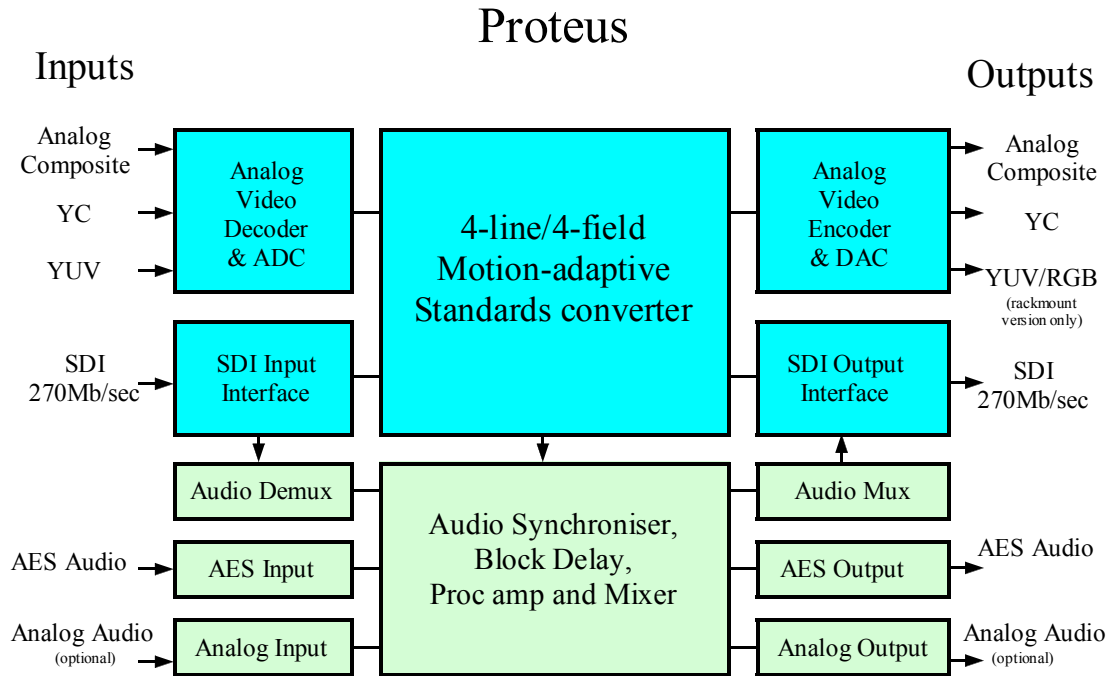 Proteus
Inputs
Outputs
Analog
Composite
YC
YUV
Analog
Video
Decoder
& ADC
4-line/4-field
Motion-adaptive
Standards converter
Analog
Video
Encoder
& DAC
Analog
Composite
YC
YUV/RGB
(rackmount
version only)
SDI
270Mb/sec
SDI Input
Interface
SDI Output
Interface
SDI
270Mb/sec
Audio Demux
Audio Synchroniser,
Block Delay,
Proc amp and Mixer
Audio Mux
AES Audio
AES Input
AES Output
AES Audio
Analog Audio
(optional)
Analog Input
Analog Output
Analog Audio
(optional)